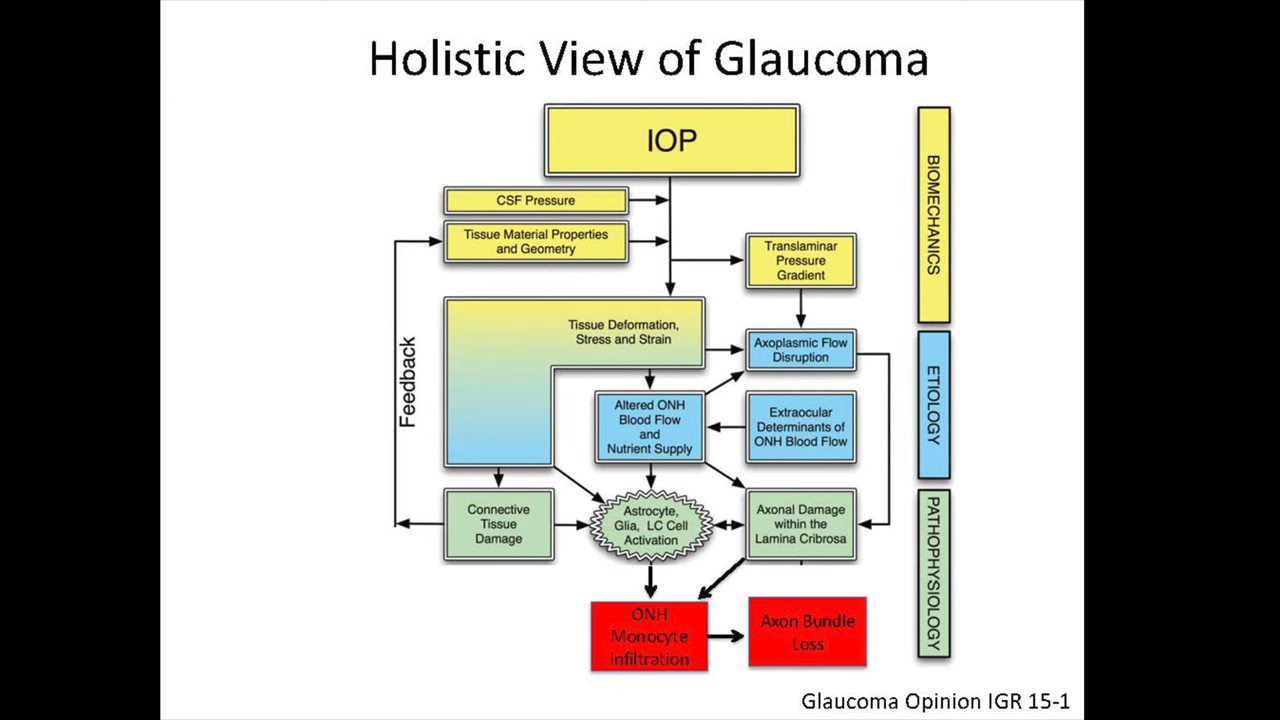 Holistic View of Glaucoma
IOP
CSF Pressure
Tissue Material Properties
and Geometry
Translaminar
Pressure
Gradient
Tissue Deformation,
Stress and Strain
Axoplasmic Flow
Disruption
Altered ONH
Blood Flow
and
Nutrient Supply
Extraocular
Determinants of
ONH Blood Flow
Feedback
Connective
Tissue
Damage
Astrocyte,
Glia, LC Cell
Activation
Axonal Damage
within the
Lamina Cribrosa
ONH
Monocyte
Infiltration
Axon Bundle
Loss
BIOMECHANICS
ETIOLOGY
PATHOPHYSIOLOGY
Glaucoma Opinion IGR 15-1